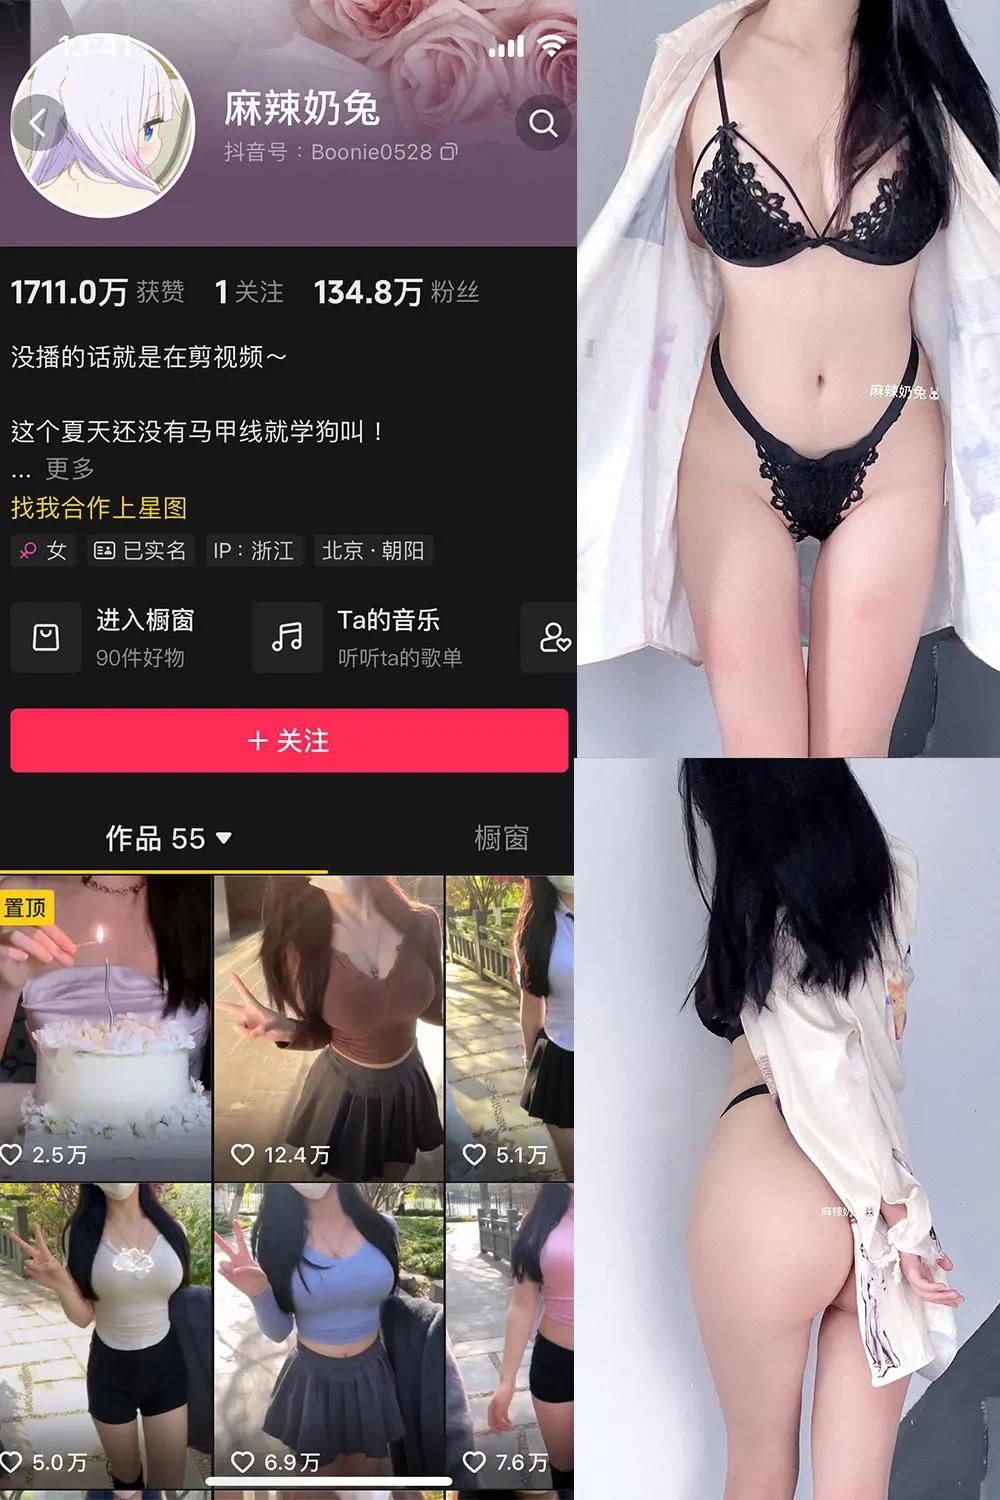 13:41
麻辣奶兔
抖音号：Boonie0528
1711.0万 获赞 1 关注 134.8万 粉丝
没播的话就是在剪视频～
这个夏天还没有马甲线就学狗叫！
... 更多
找我合作上星图
女 已实名 IP：浙江 北京·朝阳
进入橱窗
90件好物
Ta的音乐
听听ta的歌单
＋ 关注
作品 55 橱窗
置顶
2.5万 12.4万 5.1万
5.0万 6.9万 7.6万
麻辣奶兔
麻辣奶